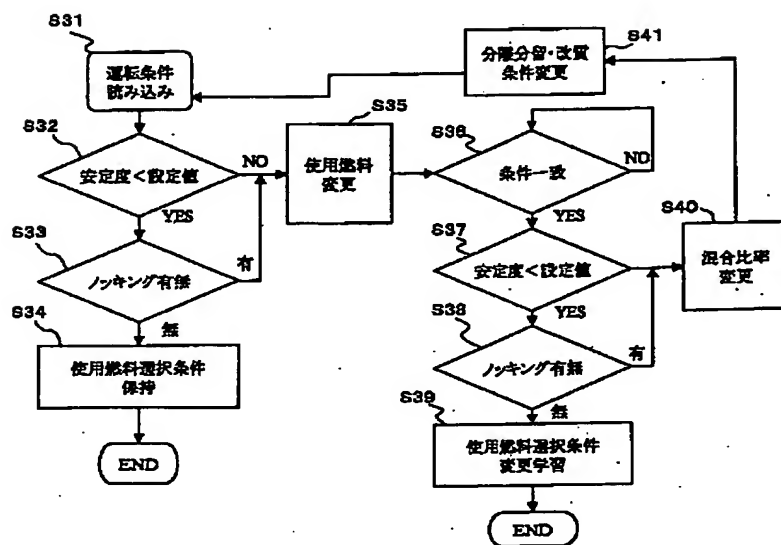 S31
運転条件
読み込み
S32
安定度<設定値
NO
YES
S33
ノッキング有無
有
無
S34
使用燃料選択条件
保持
END
S35
使用燃料
変更
S36
条件一致
NO
YES
S37
安定度<設定値
YES
S38
ノッキング有無
有
無
S39
使用燃料選択条件
変更学習
END
S40
混合比率
変更
S41
分離分留・改質
条件変更